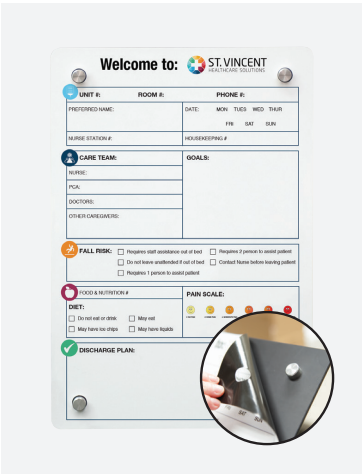 Welcome to: ST. VINCENT
HEALTHCARE SOLUTIONS
UNIT #: ROOM #: PHONE #:
PREFERRED NAME: DATE: MON TUES WED THUR
FRI SAT SUN
NURSE STATION #: HOUSEKEEPING #
CARE TEAM: GOALS:
NURSE:
PCA:
DOCTORS:
OTHER CAREGIVERS:
FALL RISK: Requires staff assistance out of bed Requires 2 person to assist patient
Do not leave unattended if out of bed Contact Nurse before leaving patient
Requires 1 person to assist patient
FOOD & NUTRITION # PAIN SCALE:
DIET:
Do not eat or drink May eat
May have ice chips May have liquids
DISCHARGE PLAN:
SAT SUN